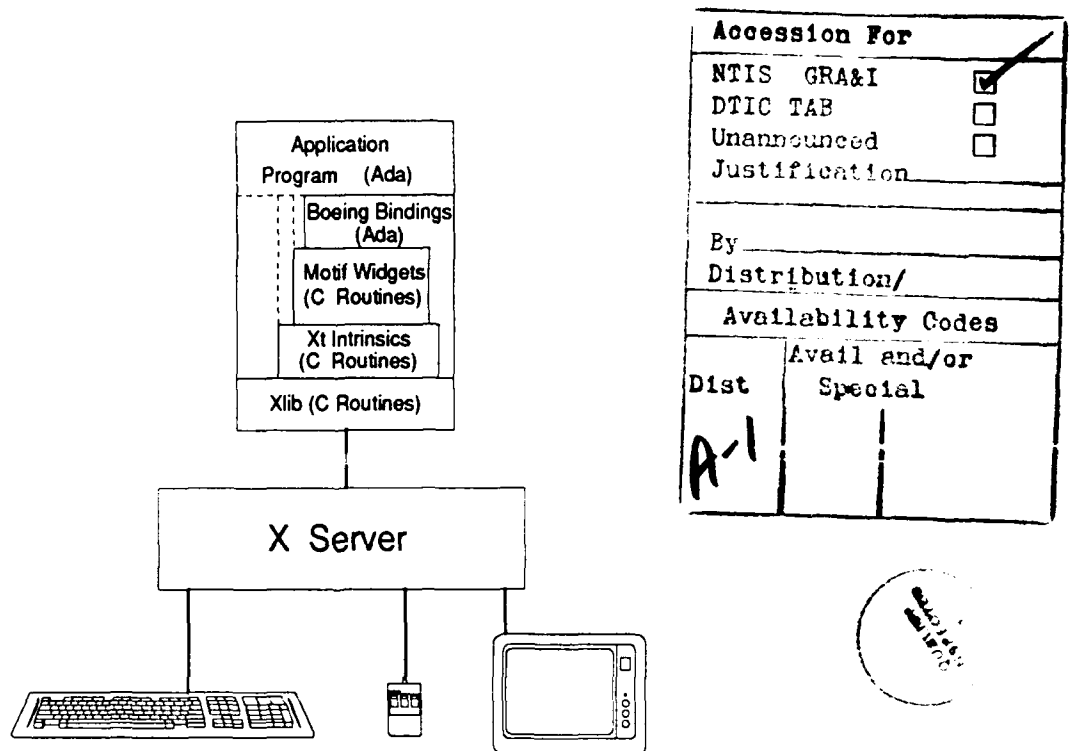 Application
Program (Ada)
Boeing Bindings
(Ada)
Motif Widgets
(C Routines)
Xt Intrinsics
(C Routines)
Xlib (C Routines)
X Server
Accession For
NTIS GRA&I
DTIC TAB
Unannounced
Justification
By
Distribution/
Availability Codes
Dist
Avail and/or
Special
A-1